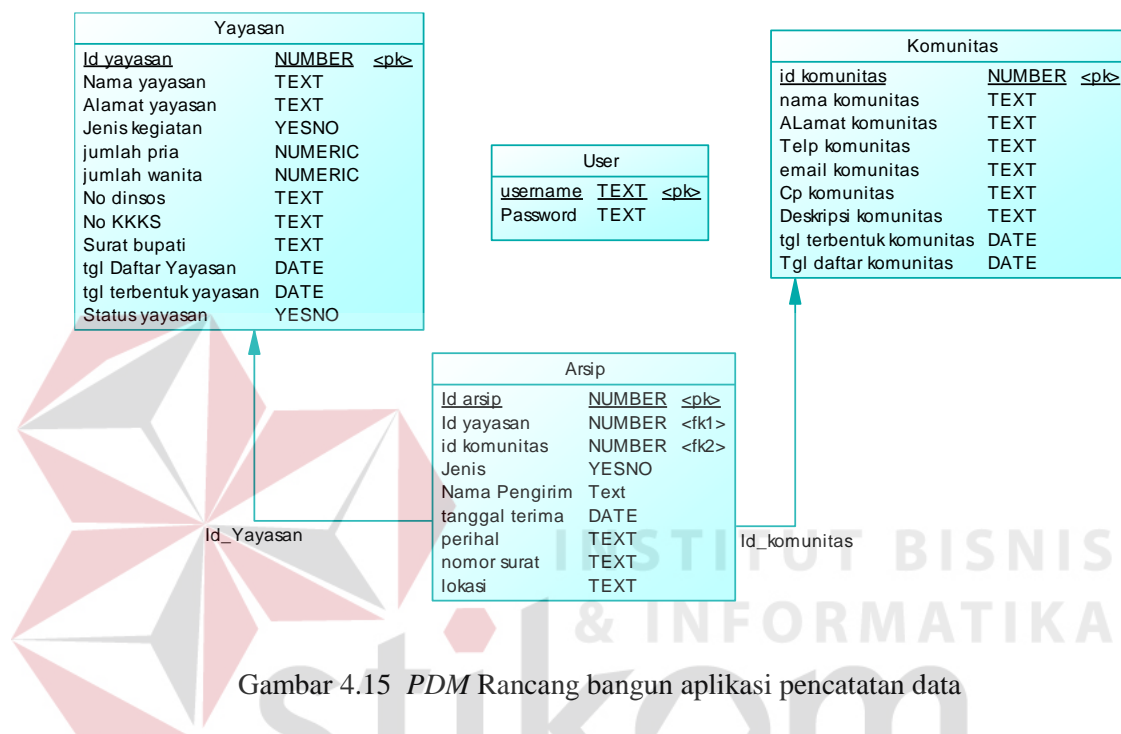 Yayasan
Id yayasan NUMBER <pk>
Nama yayasan TEXT
Alamat yayasan TEXT
Jenis kegiatan YESNO
jumlah pria NUMERIC
jumlah wanita NUMERIC
No dinsos TEXT
No KKKS TEXT
Surat bupati TEXT
tgl Daftar Yayasan DATE
tgl terbentuk yayasan DATE
Status yayasan YESNO
User
username TEXT <pk>
Password TEXT
Komunitas
id komunitas NUMBER <pk>
nama komunitas TEXT
ALamat komunitas TEXT
Telp komunitas TEXT
email komunitas TEXT
Cp komunitas TEXT
Deskripsi komunitas TEXT
tgl terbentuk komunitas DATE
Tgl daftar komunitas DATE
Arsip
Id arsip NUMBER <pk>
Id yayasan NUMBER <fk1>
id komunitas NUMBER <fk2>
Jenis YESNO
Nama Pengirim Text
tanggal terima DATE
perihal TEXT
nomor surat TEXT
lokasi TEXT
Id_Yayasan
Id_komunitas
INSTITUT BISNIS
& INFORMATIKA
stikom
Gambar 4.15 PDM Rancang bangun aplikasi pencatatan data